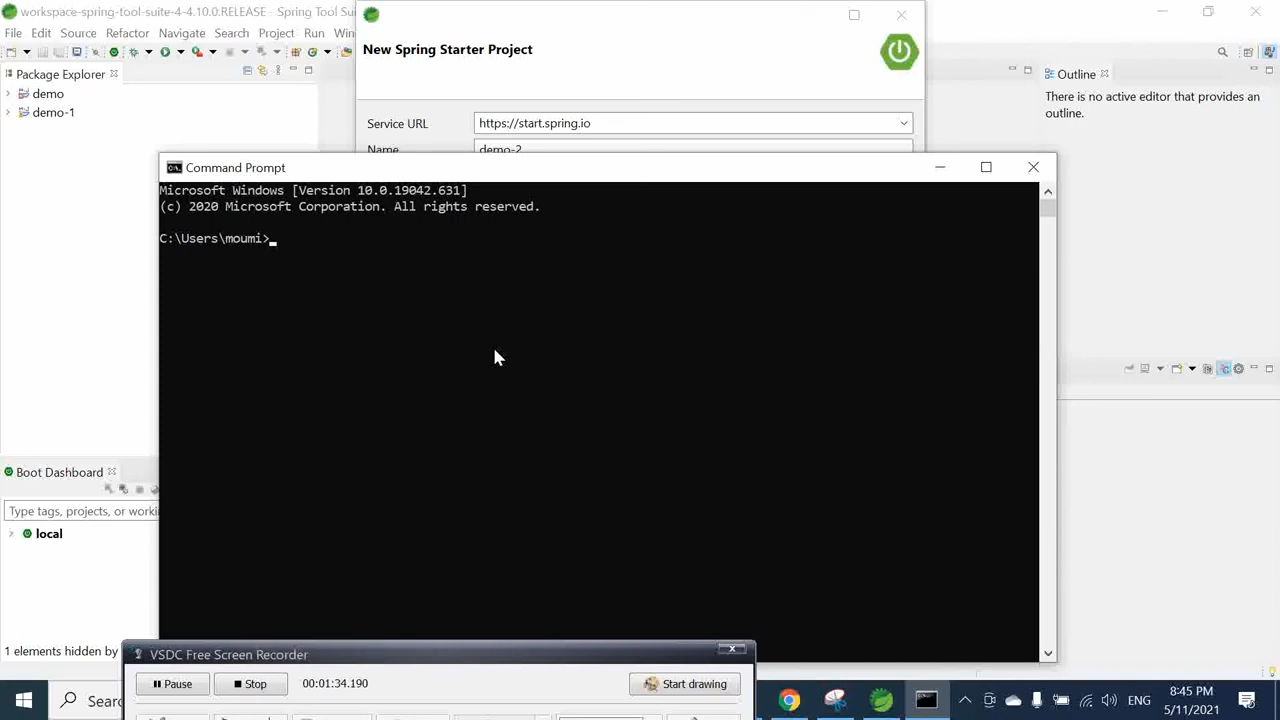 workspace-spring-tool-suite-4-4.10.0:RELEASE - Spring Tool Sui
File Edit Source Refactor Navigate Search Project Run Win
New Spring Starter Project
Package Explorer
demo
demo-1
Outline
There is no active editor that provides an
outline.
Service URL
https://start.spring.io
Name
demo-2
Command Prompt
Microsoft Windows [Version 10.0.19042.631]
(c) 2020 Microsoft Corporation. All rights reserved.
C:\Users\moumi>
Boot Dashboard
Type tags, projects, or worki
local
1 elements hidden by
VSDC Free Screen Recorder
Pause
Stop
00:01:34.190
Start drawing
Searc
ENG
8:45 PM
5/11/2021